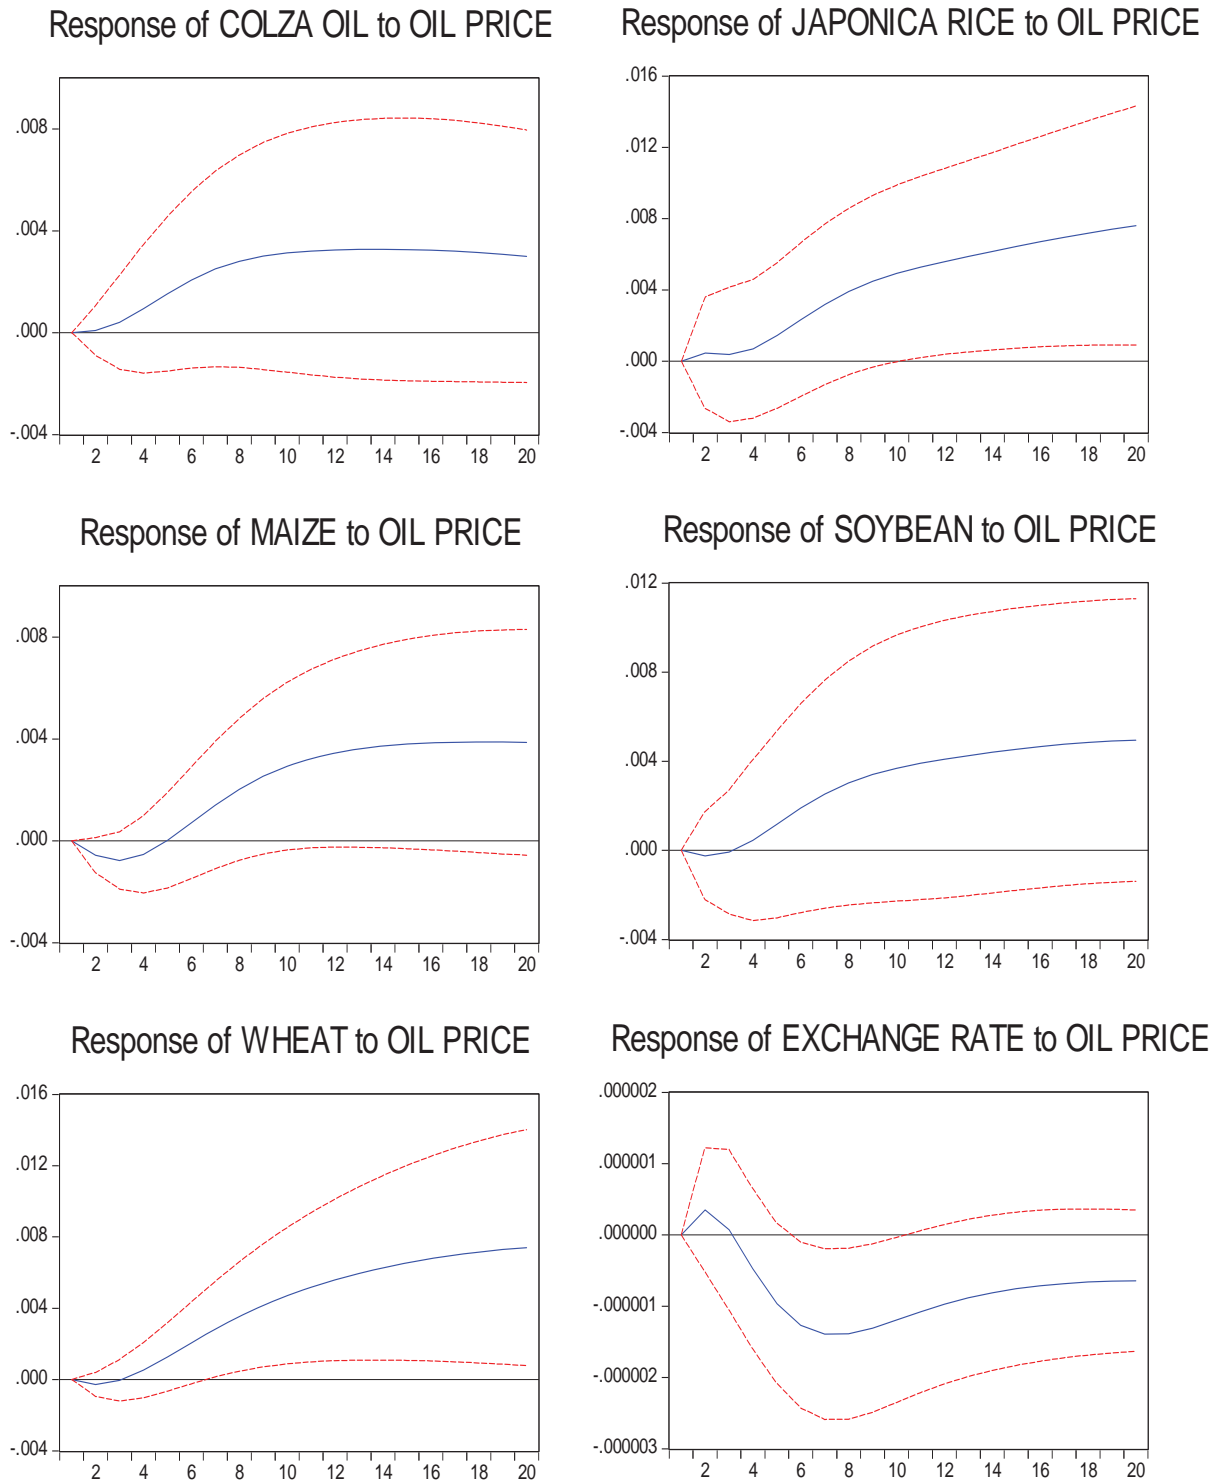 Response of COLZA OIL to OIL PRICE
.008
.004
.000
-.004
2 4 6 8 10 12 14 16 18 20
Response of JAPONICA RICE to OIL PRICE
.016
.012
.008
.004
.000
-.004
2 4 6 8 10 12 14 16 18 20
Response of MAIZE to OIL PRICE
.008
.004
.000
-.004
2 4 6 8 10 12 14 16 18 20
Response of SOYBEAN to OIL PRICE
.012
.008
.004
.000
-.004
2 4 6 8 10 12 14 16 18 20
Response of WHEAT to OIL PRICE
.016
.012
.008
.004
.000
-.004
2 4 6 8 10 12 14 16 18 20
Response of EXCHANGE RATE to OIL PRICE
.000002
.000001
.000000
-.000001
-.000002
-.000003
2 4 6 8 10 12 14 16 18 20